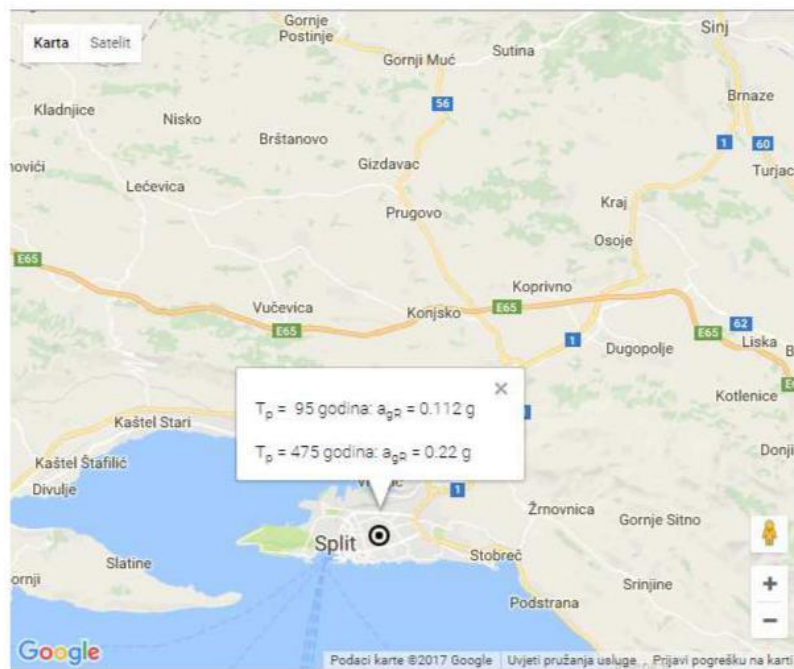 Karta Satelit
Gornje
Postinje
Sinj
Gornji Muć
Sutina
56
Brnaze
Kladnjice
Nisko
Brštanovo
1
60
Gizdavac
Turjac
novići
Lećevica
Kraj
Prugovo
Osoje
E65
Koprivno
Vučevica
Konjsko
E65
E65
1
E65
62
Liska
Dugopolje
Kotlenice
Tp = 95 godina: agR = 0.112 g
Kaštel Stari
Tp = 475 godina: agR = 0.22 g
Donji
Kaštel Štafilić
Divulje
1
Žrnovnica
Gornje Sitno
Split
Stobreč
Slatine
ornji
Srinjine
Podstrana
Google
Podaci karte ©2017 Google Uvjeti pružanja usluge Prijavi pogrešku na karti